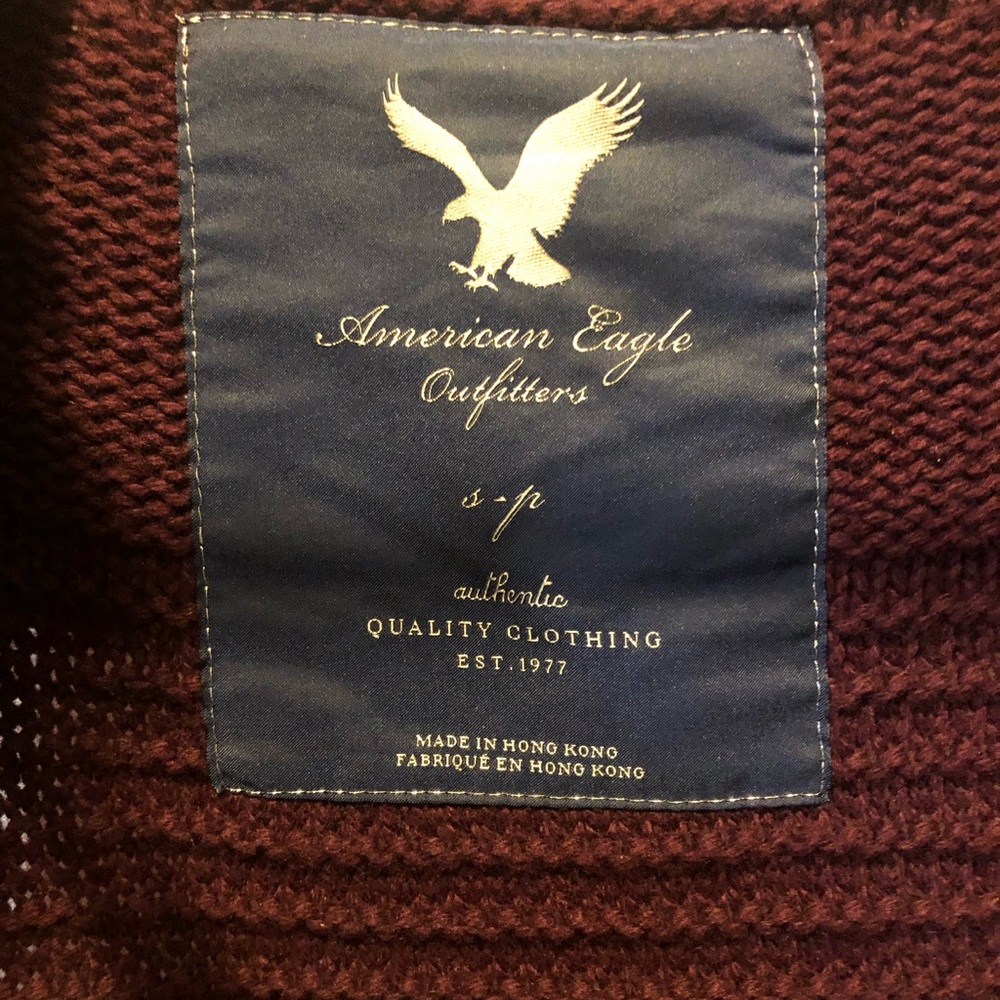 American Eagle
Outfitters
s-p
authentic
QUALITY CLOTHING
EST. 1977
MADE IN HONG KONG
FABRIQUÉ EN HONG KONG